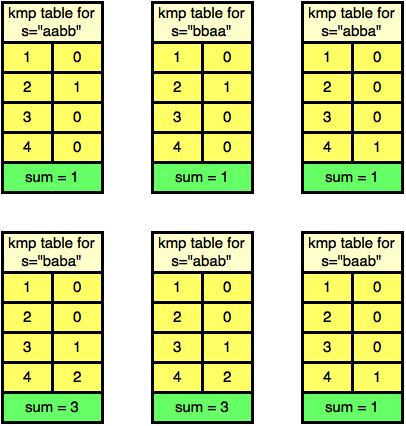 kmp table for
s="aabb"
1 0
2 1
3 0
4 0
sum = 1
kmp table for
s="bbaa"
1 0
2 1
3 0
4 0
sum = 1
kmp table for
s="abba"
1 0
2 0
3 0
4 1
sum = 1
kmp table for
s="baba"
1 0
2 0
3 1
4 2
sum = 3
kmp table for
s="abab"
1 0
2 0
3 1
4 2
sum = 3
kmp table for
s="baab"
1 0
2 0
3 0
4 1
sum = 1